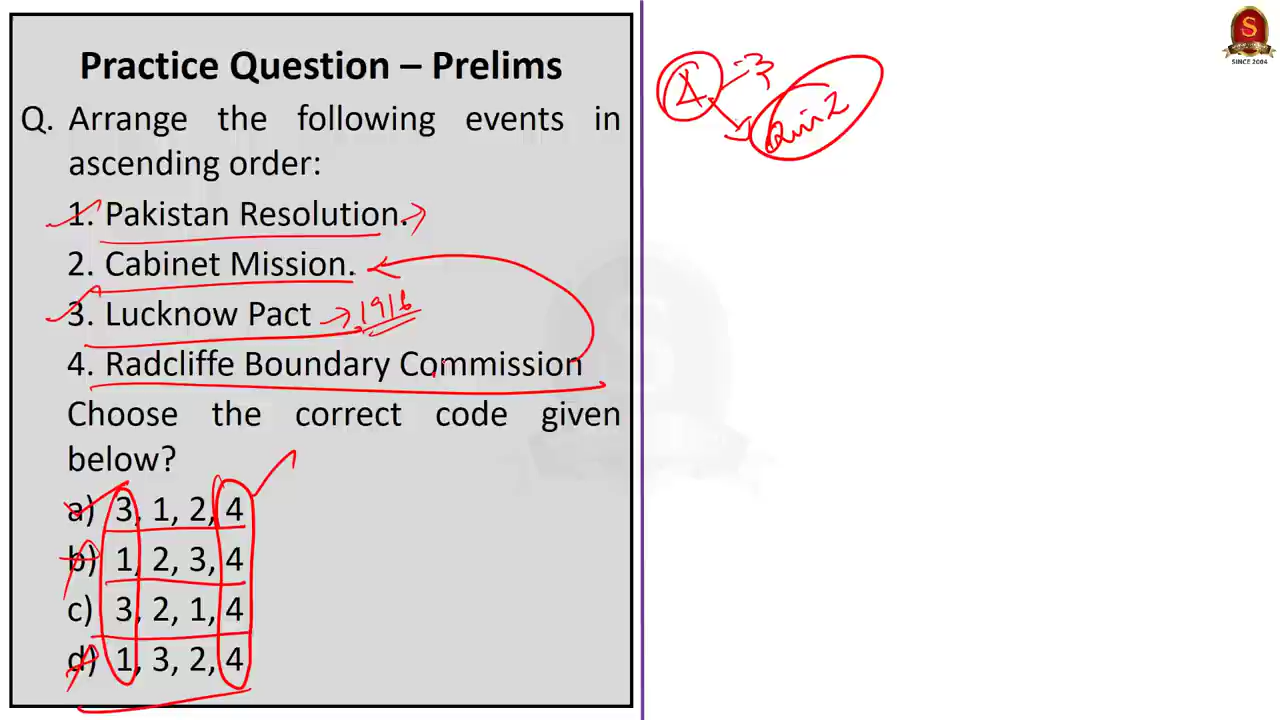 Practice Question – Prelims
Q. Arrange the following events in
ascending order:
1. Pakistan Resolution.
2. Cabinet Mission.
3. Lucknow Pact → 1916
4. Radcliffe Boundary Commission
Choose the correct code given
below?
a) 3, 1, 2, 4
b) 1, 2, 3, 4
c) 3, 2, 1, 4
d) 1, 3, 2, 4
4
Quiz
S
SINCE 2004